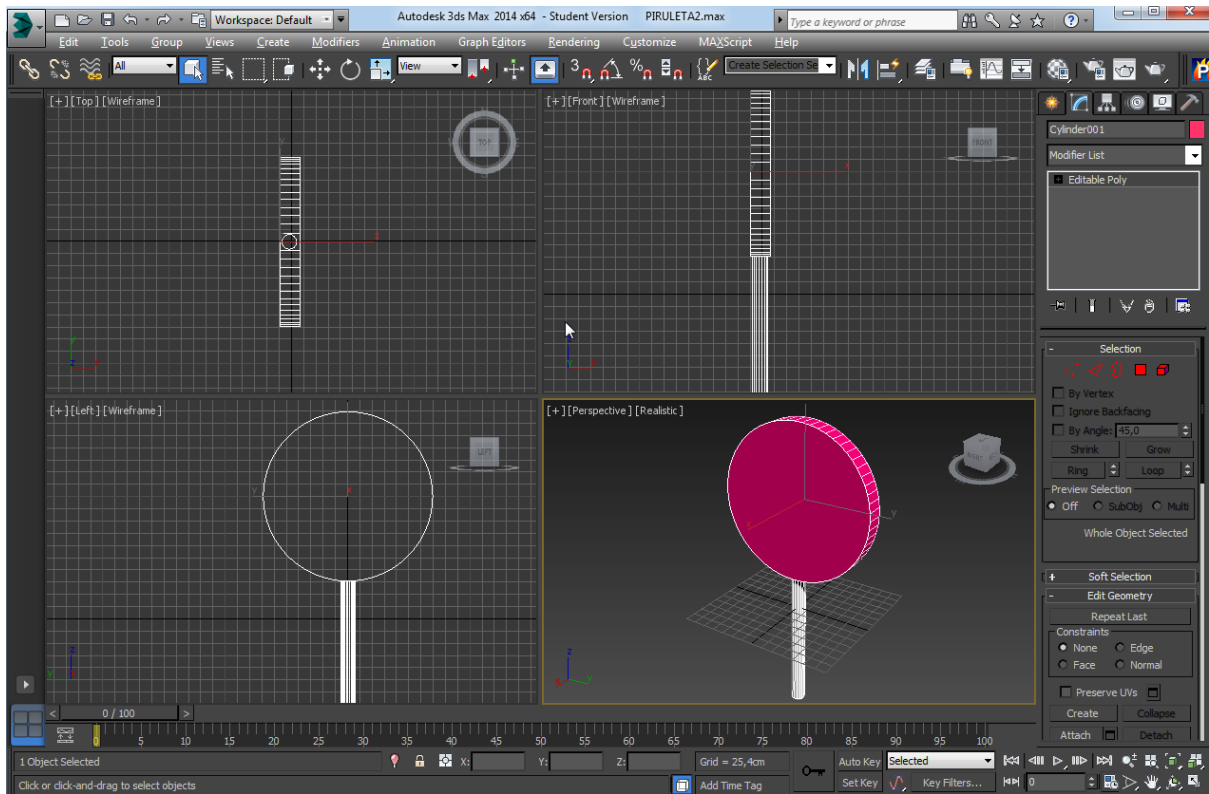 Workspace: Default
Autodesk 3ds Max 2014 x64 - Student Version PIRULETA2.max
Type a keyword or phrase
Edit Tools Group Views Create Modifiers Animation Graph Editors Rendering Customize MAXScript Help
All
View
3
%
ABC
Create Selection Se
[+][Top][Wireframe]
TOP
[+][Front][Wireframe]
FRONT
x
y
z
[+][Left][Wireframe]
LEFT
[+][Perspective][Realistic]
RIGHT
x
y
z
y
Cylinder001
Modifier List
Editable Poly
Selection
By Vertex
Ignore Backfacing
By Angle: 45,0
Shrink Grow
Ring Loop
Preview Selection
Off SubObj Multi
Whole Object Selected
+ Soft Selection
- Edit Geometry
Repeat Last
Constraints
None Edge
Face Normal
Preserve UVs
Create Collapse
Attach Detach
< 0 / 100 >
0 5 10 15 20 25 30 35 40 45 50 55 60 65 70 75 80 85 90 95 100
1 Object Selected
X: Y: Z:
Grid = 25,4cm
Auto Key Selected
Click or click-and-drag to select objects
Add Time Tag
Set Key Key Filters...
0